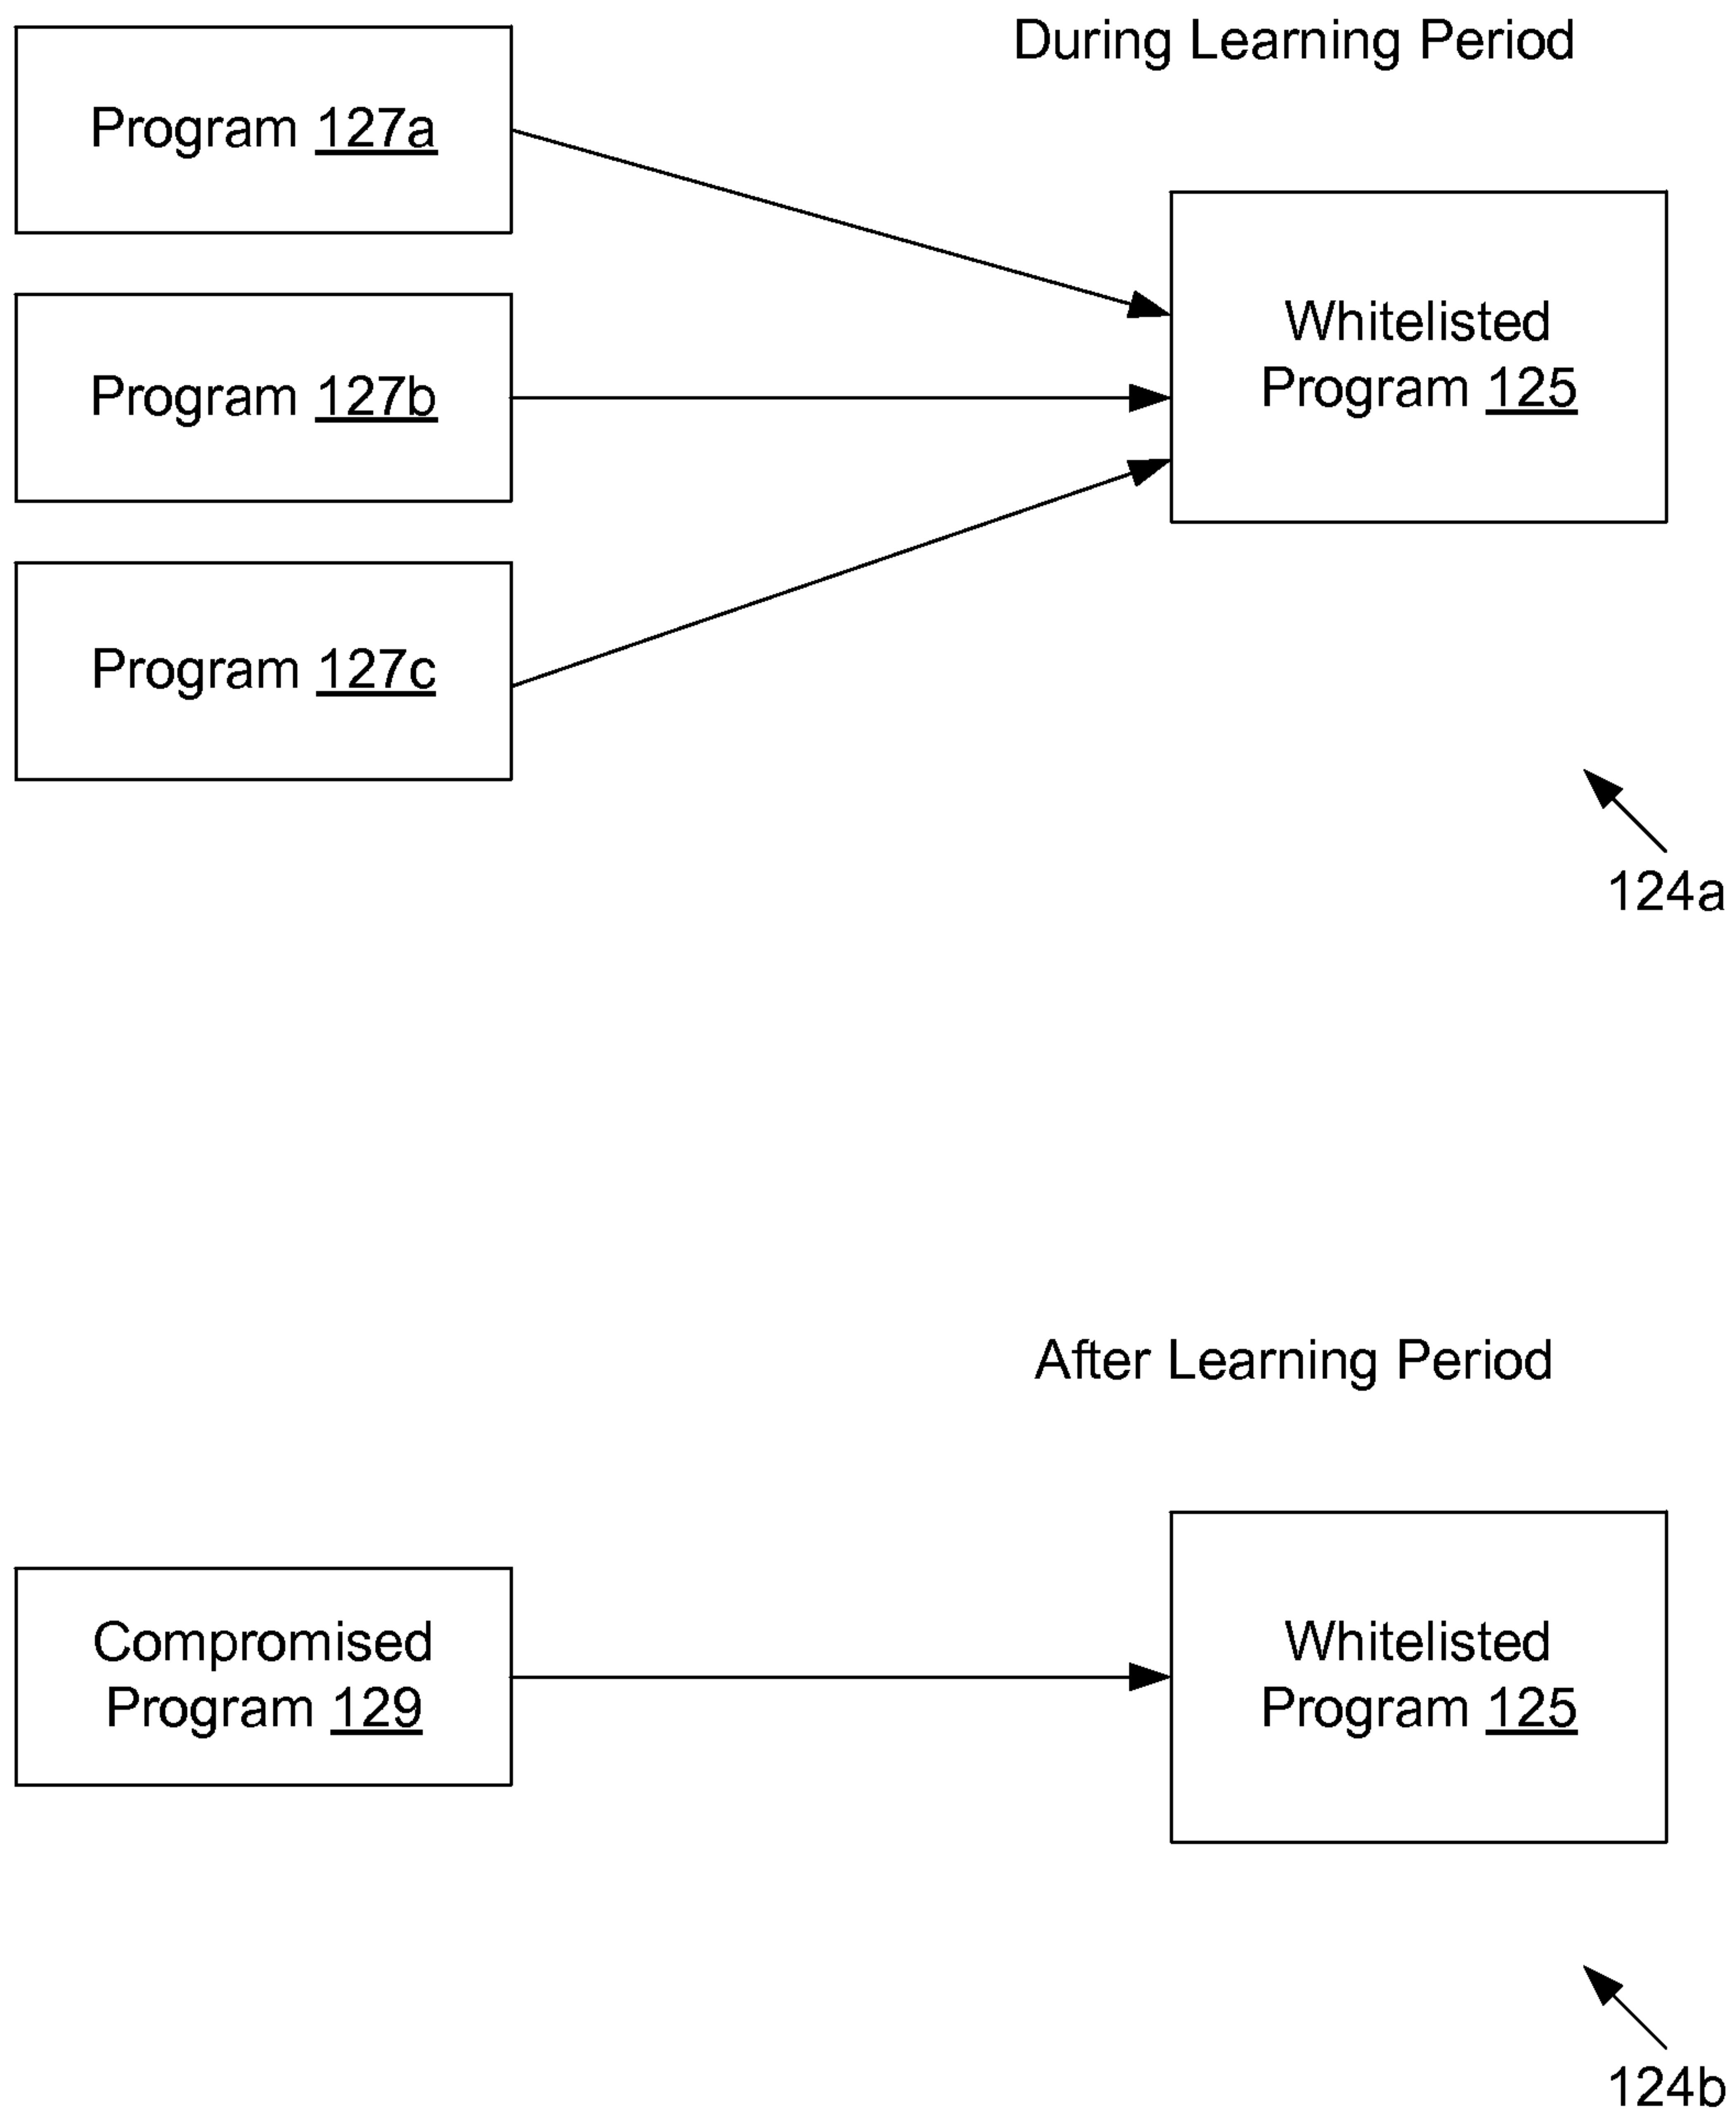 During Learning Period
Program 127a
Whitelisted
Program 125
Program 127b
Program 127c
124a
After Learning Period
Compromised
Program 129
Whitelisted
Program 125
124b